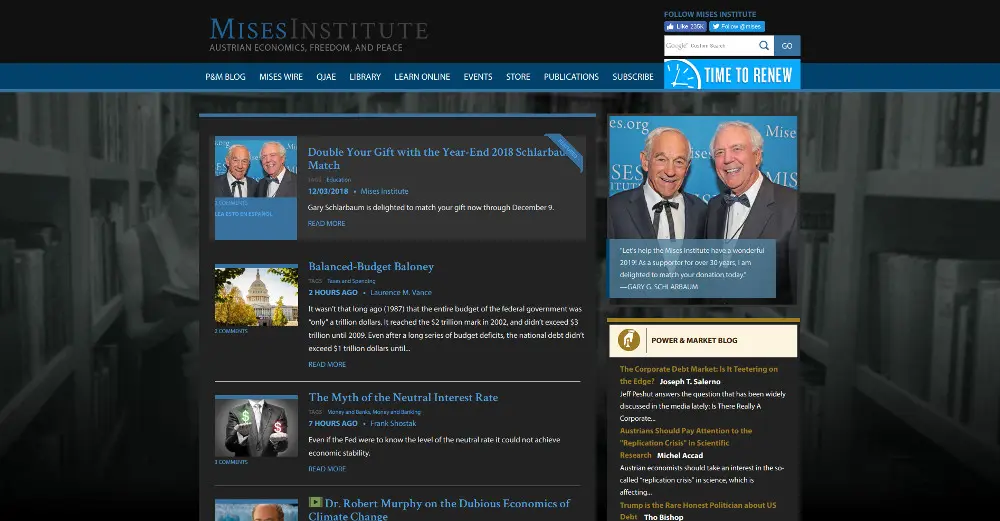 MISESINSTITUTE
AUSTRIAN ECONOMICS, FREEDOM, AND PEACE
FOLLOW MISES INSTITUTE
Like 235K
Follow @mises
Google Custom Search
GO
P&M BLOG MISES WIRE QJAE LIBRARY LEARN ONLINE EVENTS STORE PUBLICATIONS SUBSCRIBE
TIME TO RENEW
Double Your Gift with the Year-End 2018 Schlarbaum
Match
TAGS Education
12/03/2018 • Mises Institute
Gary Schlarbaum is delighted to match your gift now through December 9.
READ MORE
2 COMMENTS
LEA ESTO EN ESPAÑOL
Balanced-Budget Baloney
TAGS Taxes and Spending
2 HOURS AGO • Laurence M. Vance
It wasn't that long ago (1987) that the entire budget of the federal government was
"only" a trillion dollars. It reached the $2 trillion mark in 2002, and didn't exceed $3
trillion until 2009. Even after a long series of budget deficits, the national debt didn't
exceed $1 trillion dollars until...
READ MORE
2 COMMENTS
The Myth of the Neutral Interest Rate
TAGS Money and Banks, Money and Banking
7 HOURS AGO • Frank Shostak
Even if the Fed were to know the level of the neutral rate it could not achieve
economic stability.
READ MORE
3 COMMENTS
$
$
Dr. Robert Murphy on the Dubious Economics of
Climate Change
es.org
Mises
MISES
"Let's help the Mises Institute have a wonderful
2019! As a supporter for over 30 years, I am
delighted to match your donation today."
—GARY G. SCHLARBAUM
POWER & MARKET BLOG
The Corporate Debt Market: Is It Teetering on
the Edge? Joseph T. Salerno
Jeff Peshut answers the question that has been widely
discussed in the media lately: Is There Really A
Corporate...
Austrians Should Pay Attention to the
"Replication Crisis" in Scientific
Research Michel Accad
Austrian economists should take an interest in the so-
called "replication crisis" in science, which is
affecting...
Trump is the Rare Honest Politician about US
Debt Tho Bishop